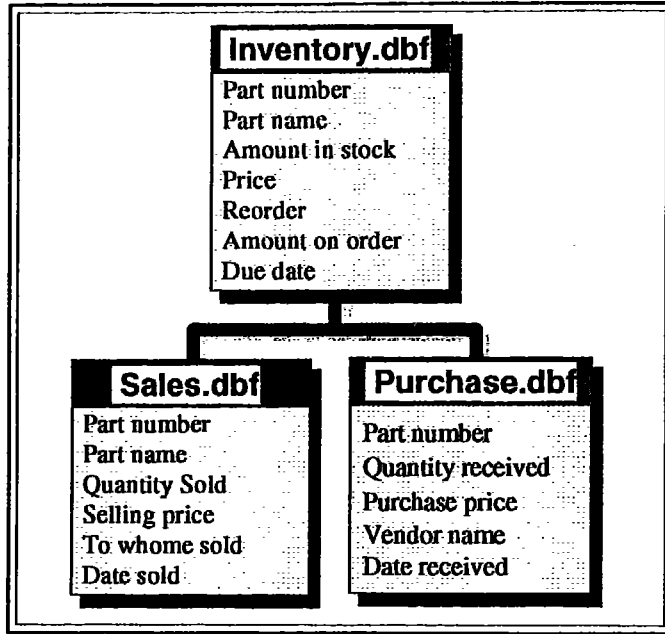 Inventory.dbf
Part number
Part name
Amount in stock
Price
Reorder
Amount on order
Due date
Sales.dbf
Part number
Part name
Quantity Sold
Selling price
To whome sold
Date sold
Purchase.dbf
Part number
Quantity received
Purchase price
Vendor name
Date received